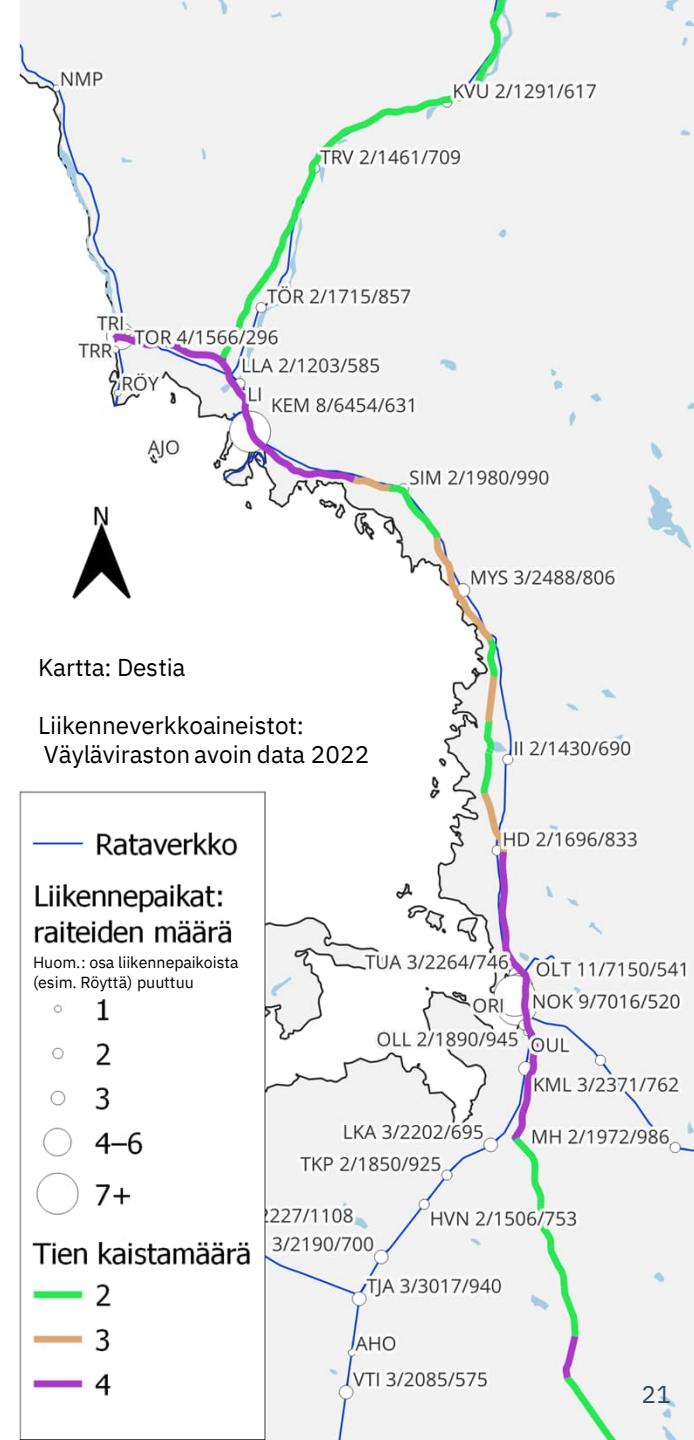 NMP
KVU 2/1291/617
TRV 2/1461/709
TÖR 2/1715/857
TRI
TOR 4/1566/296
TRR
LLA 2/1203/585
RÖY
LI
KEM 8/6454/631
AJO
SIM 2/1980/990
N
MYS 3/2488/806
Kartta: Destia
Liikenneverkkoaineistot:
Väyläviraston avoin data 2022
II 2/1430/690
HD 2/1696/833
TUA 3/2264/746
OLT 11/7150/541
ORI
NOK 9/7016/520
OLL 2/1890/945
OUL
KML 3/2371/762
LKA 3/2202/695
MH 2/1972/986
TKP 2/1850/925
HVN 2/1506/753
2227/1108
3/2190/700
TJA 3/3017/940
AHO
VTI 3/2085/575
Rataverkko
Liikennepaikat:
raiteiden määrä
Huom.: osa liikennepaikoista
(esim. Röyttä) puuttuu
1
2
3
4–6
7+
Tien kaistamäärä
2
3
4
21